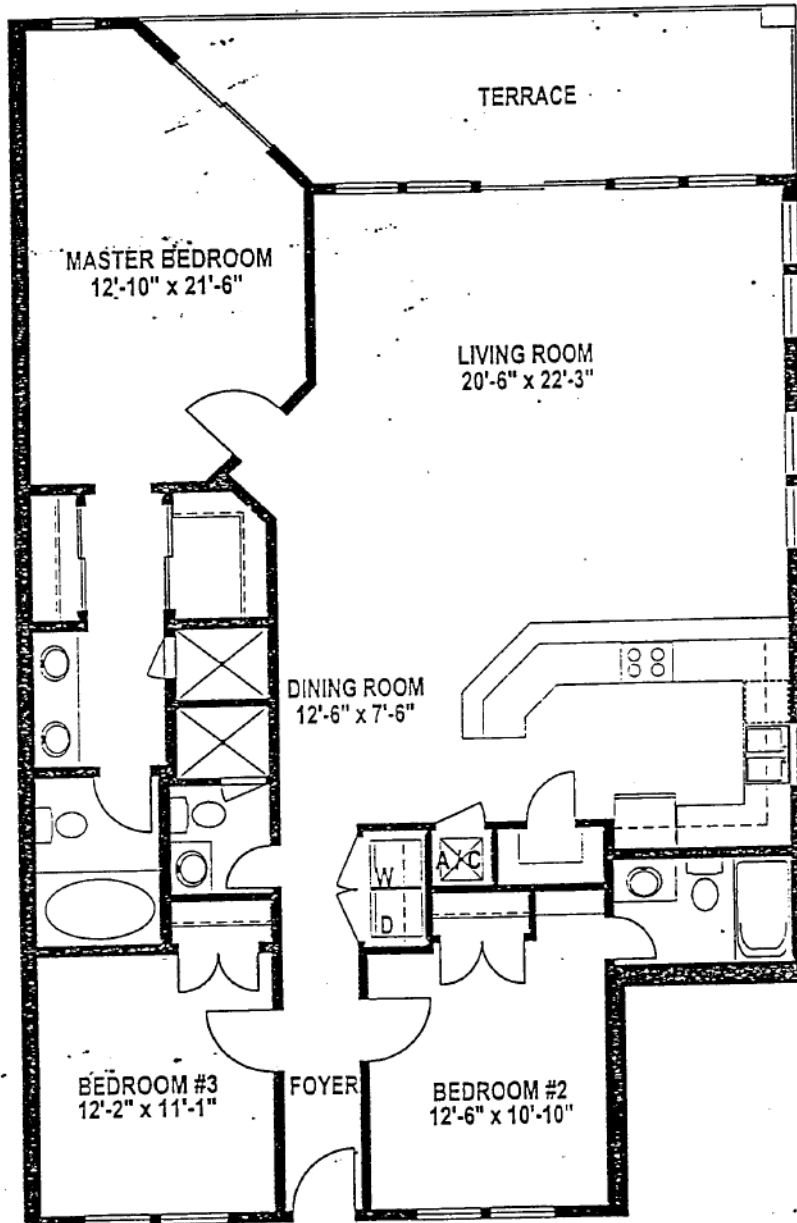 TERRACE
MASTER BEDROOM
12'-10" x 21'-6"
LIVING ROOM
20'-6" x 22'-3"
DINING ROOM
12'-6" x 7'-6"
W
D
A/C
BEDROOM #3
12'-2" x 11'-1"
FOYER
BEDROOM #2
12'-6" x 10'-10"